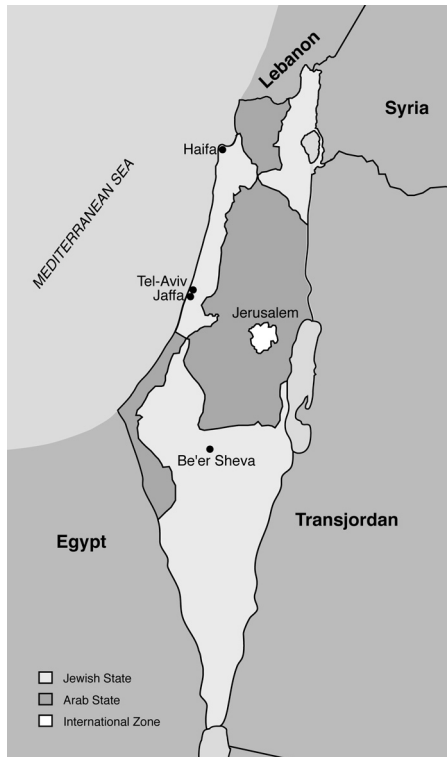 Lebanon
Syria
Haifa
MEDITERRANEAN SEA
Tel-Aviv
Jaffa
Jerusalem
Be'er Sheva
Transjordan
Egypt
Jewish State
Arab State
International Zone